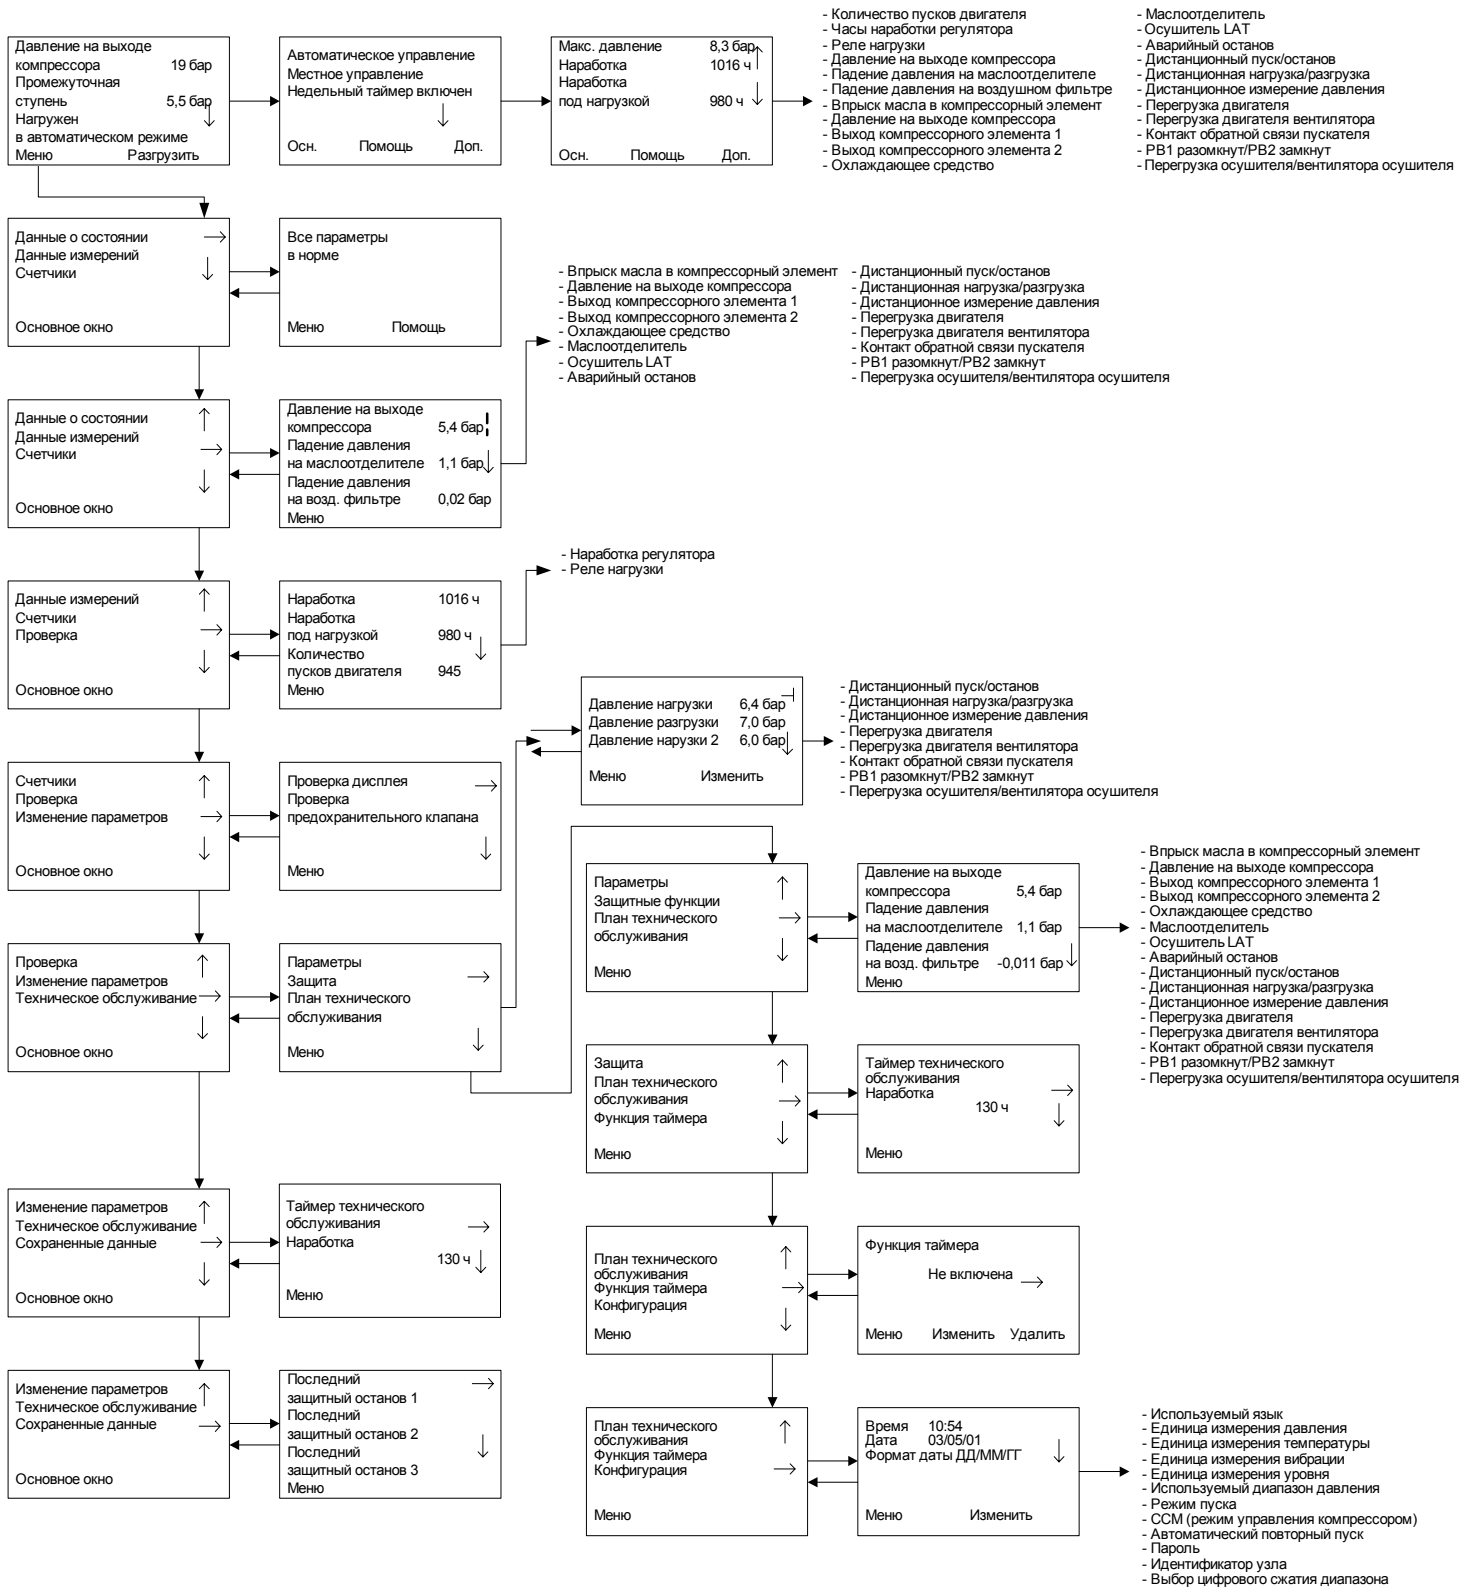 Давление на выходе
компрессора 19 бар
Промежуточная
ступень 5,5 бар
Нагружен
в автоматическом режиме
Меню Разгрузить
Автоматическое управление
Местное управление
Недельный таймер включен
Осн. Помощь Доп.
Макс. давление 8,3 бар
Наработка 1016 ч
Наработка
под нагрузкой 980 ч
Осн. Помощь Доп.
- Количество пусков двигателя
- Часы наработки регулятора
- Реле нагрузки
- Давление на выходе компрессора
- Падение давления на маслоотделителе
- Падение давления на воздушном фильтре
- Впрыск масла в компрессорный элемент
- Давление на выходе компрессора
- Выход компрессорного элемента 1
- Выход компрессорного элемента 2
- Охлаждающее средство
- Маслоотделитель
- Осушитель LAT
- Аварийный останов
- Дистанционный пуск/останов
- Дистанционная нагрузка/разгрузка
- Дистанционное измерение давления
- Перегрузка двигателя
- Перегрузка двигателя вентилятора
- Контакт обратной связи пускателя
- РВ1 разомкнут/РВ2 замкнут
- Перегрузка осушителя/вентилятора осушителя
Данные о состоянии
Данные измерений
Счетчики
Основное окно
Все параметры
в норме
Меню Помощь
- Впрыск масла в компрессорный элемент
- Давление на выходе компрессора
- Выход компрессорного элемента 1
- Выход компрессорного элемента 2
- Охлаждающее средство
- Маслоотделитель
- Осушитель LAT
- Аварийный останов
- Дистанционный пуск/останов
- Дистанционная нагрузка/разгрузка
- Дистанционное измерение давления
- Перегрузка двигателя
- Перегрузка двигателя вентилятора
- Контакт обратной связи пускателя
- РВ1 разомкнут/РВ2 замкнут
- Перегрузка осушителя/вентилятора осушителя
Данные о состоянии
Данные измерений
Счетчики
Основное окно
Давление на выходе
компрессора 5,4 бар
Падение давления
на маслоотделителе 1,1 бар
Падение давления
на возд. фильтре 0,02 бар
Меню
Данные измерений
Счетчики
Проверка
Основное окно
Наработка 1016 ч
Наработка
под нагрузкой 980 ч
Количество
пусков двигателя 945
Меню
- Наработка регулятора
- Реле нагрузки
Давление нагрузки 6,4 бар
Давление разгрузки 7,0 бар
Давление нарузки 2 6,0 бар
Меню Изменить
- Дистанционный пуск/останов
- Дистанционная нагрузка/разгрузка
- Дистанционное измерение давления
- Перегрузка двигателя
- Перегрузка двигателя вентилятора
- Контакт обратной связи пускателя
- РВ1 разомкнут/РВ2 замкнут
- Перегрузка осушителя/вентилятора осушителя
Счетчики
Проверка
Изменение параметров
Основное окно
Проверка дисплея
Проверка
предохранительного клапана
Меню
Параметры
Защитные функции
План технического
обслуживания
Меню
Давление на выходе
компрессора 5,4 бар
Падение давления
на маслоотделителе 1,1 бар
Падение давления
на возд. фильтре -0,011 бар
Меню
- Впрыск масла в компрессорный элемент
- Давление на выходе компрессора
- Выход компрессорного элемента 1
- Выход компрессорного элемента 2
- Охлаждающее средство
- Маслоотделитель
- Осушитель LAT
- Аварийный останов
- Дистанционный пуск/останов
- Дистанционная нагрузка/разгрузка
- Дистанционное измерение давления
- Перегрузка двигателя
- Перегрузка двигателя вентилятора
- Контакт обратной связи пускателя
- РВ1 разомкнут/РВ2 замкнут
- Перегрузка осушителя/вентилятора осушителя
Проверка
Изменение параметров
Техническое обслуживание
Основное окно
Параметры
Защита
План технического
обслуживания
Меню
Защита
План технического
обслуживания
Функция таймера
Меню
Таймер технического
обслуживания
Наработка
130 ч
Меню
Изменение параметров
Техническое обслуживание
Сохраненные данные
Основное окно
Таймер технического
обслуживания
Наработка
130 ч
Меню
План технического
обслуживания
Функция таймера
Конфигурация
Меню
Функция таймера
Не включена
Меню Изменить Удалить
Изменение параметров
Техническое обслуживание
Сохраненные данные
Основное окно
Последний
защитный останов 1
Последний
защитный останов 2
Последний
защитный останов 3
Меню
План технического
обслуживания
Функция таймера
Конфигурация
Меню
Время 10:54
Дата 03/05/01
Формат даты ДД/ММ/ГГ
Меню Изменить
- Используемый язык
- Единица измерения давления
- Единица измерения температуры
- Единица измерения вибрации
- Единица измерения уровня
- Используемый диапазон давления
- Режим пуска
- ССМ (режим управления компрессором)
- Автоматический повторный пуск
- Пароль
- Идентификатор узла
- Выбор цифрового сжатия диапазона